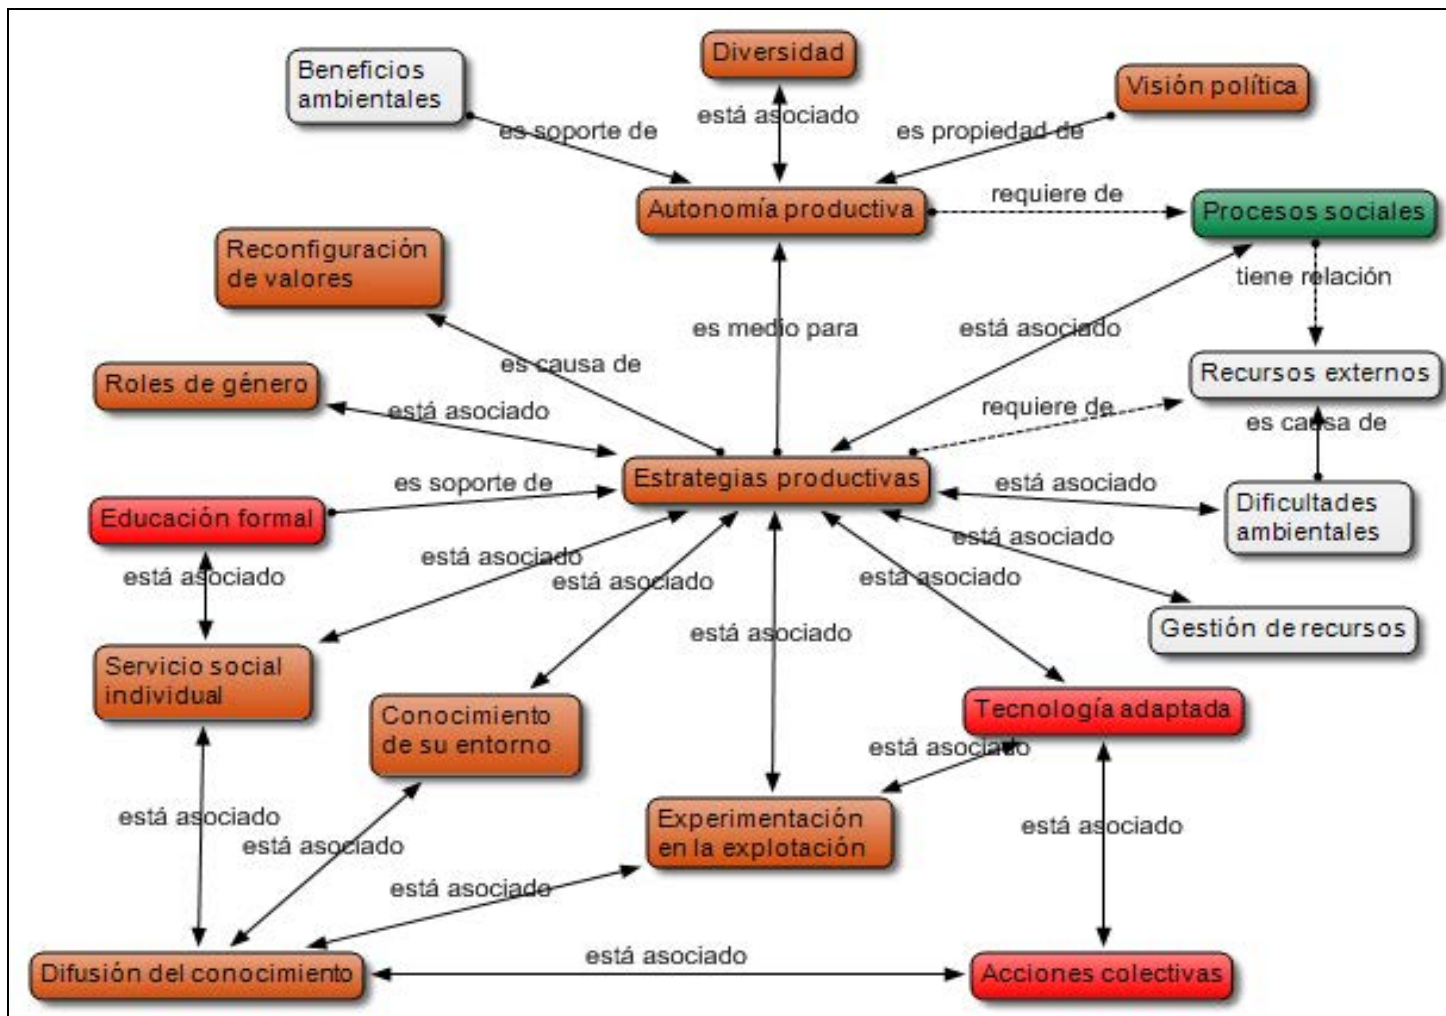 Diversidad
Beneficios
ambientales
Visión política
está asociado
es soporte de
es propiedad de
Autonomía productiva
requiere de
Procesos sociales
Reconfiguración
de valores
tiene relación
es medio para
está asociado
es causa de
Recursos externos
Roles de género
está asociado
requiere de
es causa de
Estrategias productivas
es soporte de
está asociado
Educación formal
Dificultades
ambientales
está asociado
está asociado
está asociado
está asociado
está asociado
Gestión de recursos
está asociado
Servicio social
individual
Conocimiento
de su entorno
Tecnología adaptada
está asociado
está asociado
Experimentación
en la explotación
está asociado
está asociado
está asociado
está asociado
Difusión del conocimiento
Acciones colectivas